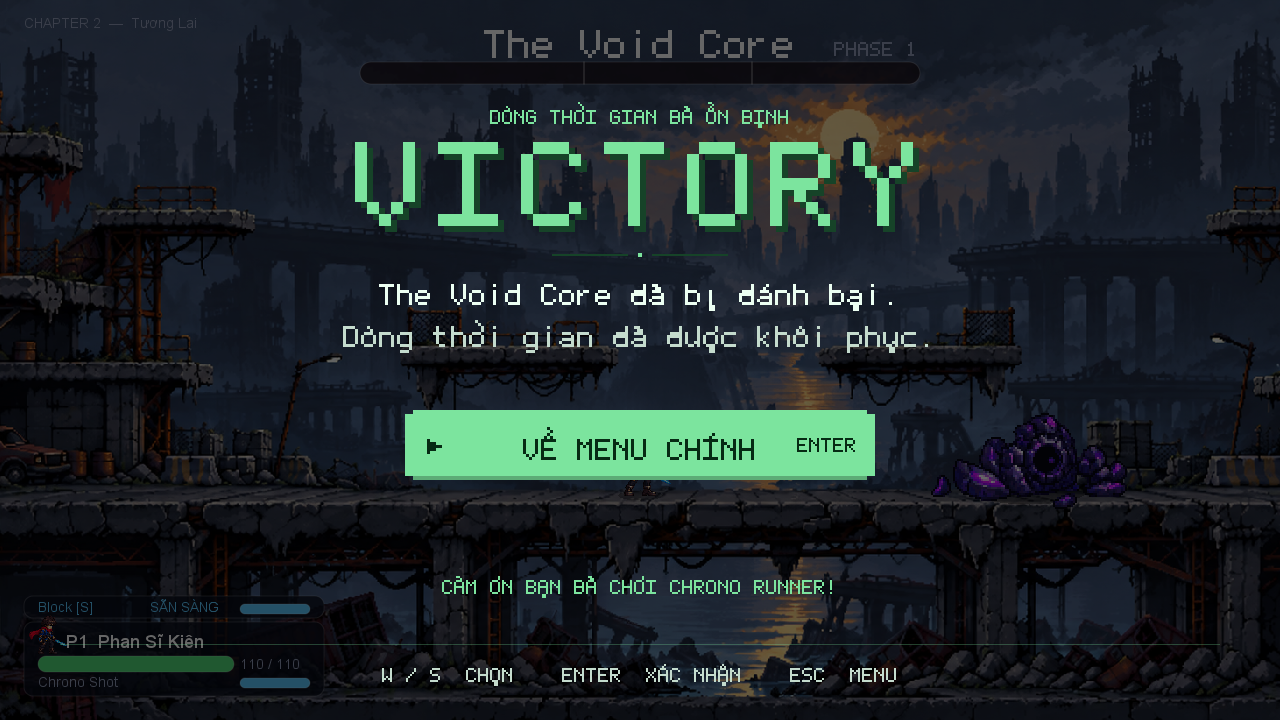 CHAPTER 2 — Tương Lai
The Void Core PHASE 1
DÒNG THỜI GIAN ĐÃ ỔN ĐỊNH
VICTORY
The Void Core đã bị đánh bại.
Dòng thời gian đã được khôi phục.
► VỀ MENU CHÍNH ENTER
CẢM ƠN BẠN ĐÃ CHƠI CHRONO RUNNER!
Block [S] SẴN SÀNG
P1 Phan Sĩ Kiên
110 / 110
Chrono Shot
W / S CHỌN ENTER XÁC NHẬN ESC MENU